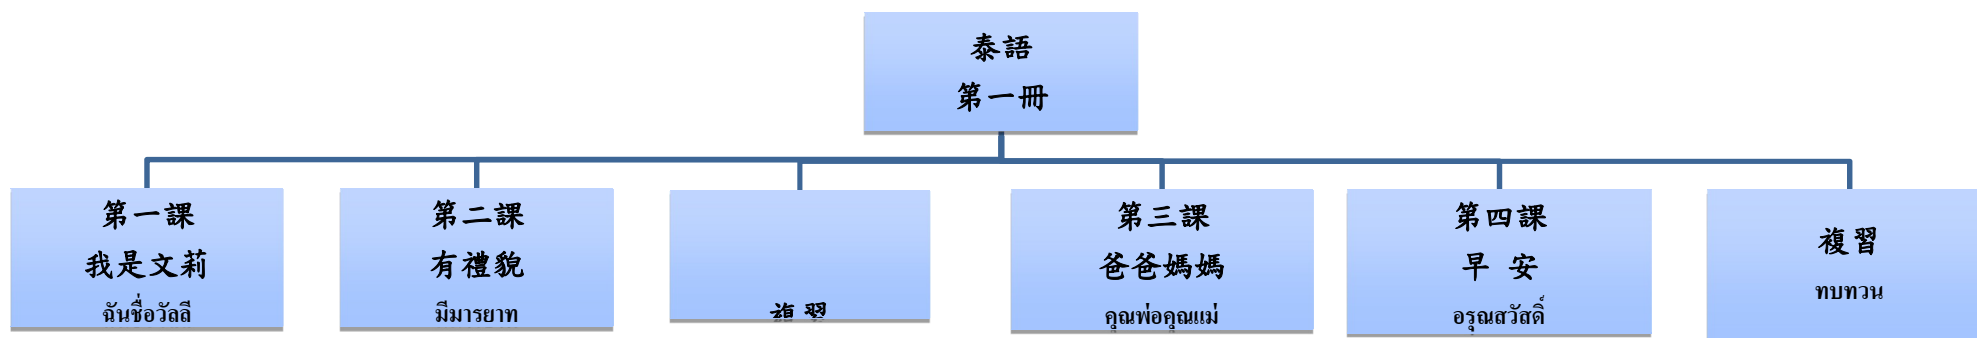 泰語
第一冊
第一課
我是文莉
ฉันชื่อวัลลี
第二課
有禮貌
มีมารยาท
複習
第三課
爸爸媽媽
คุณพ่อคุณแม่
第四課
早 安
อรุณสวัสดิ์
複習
ทบทวน